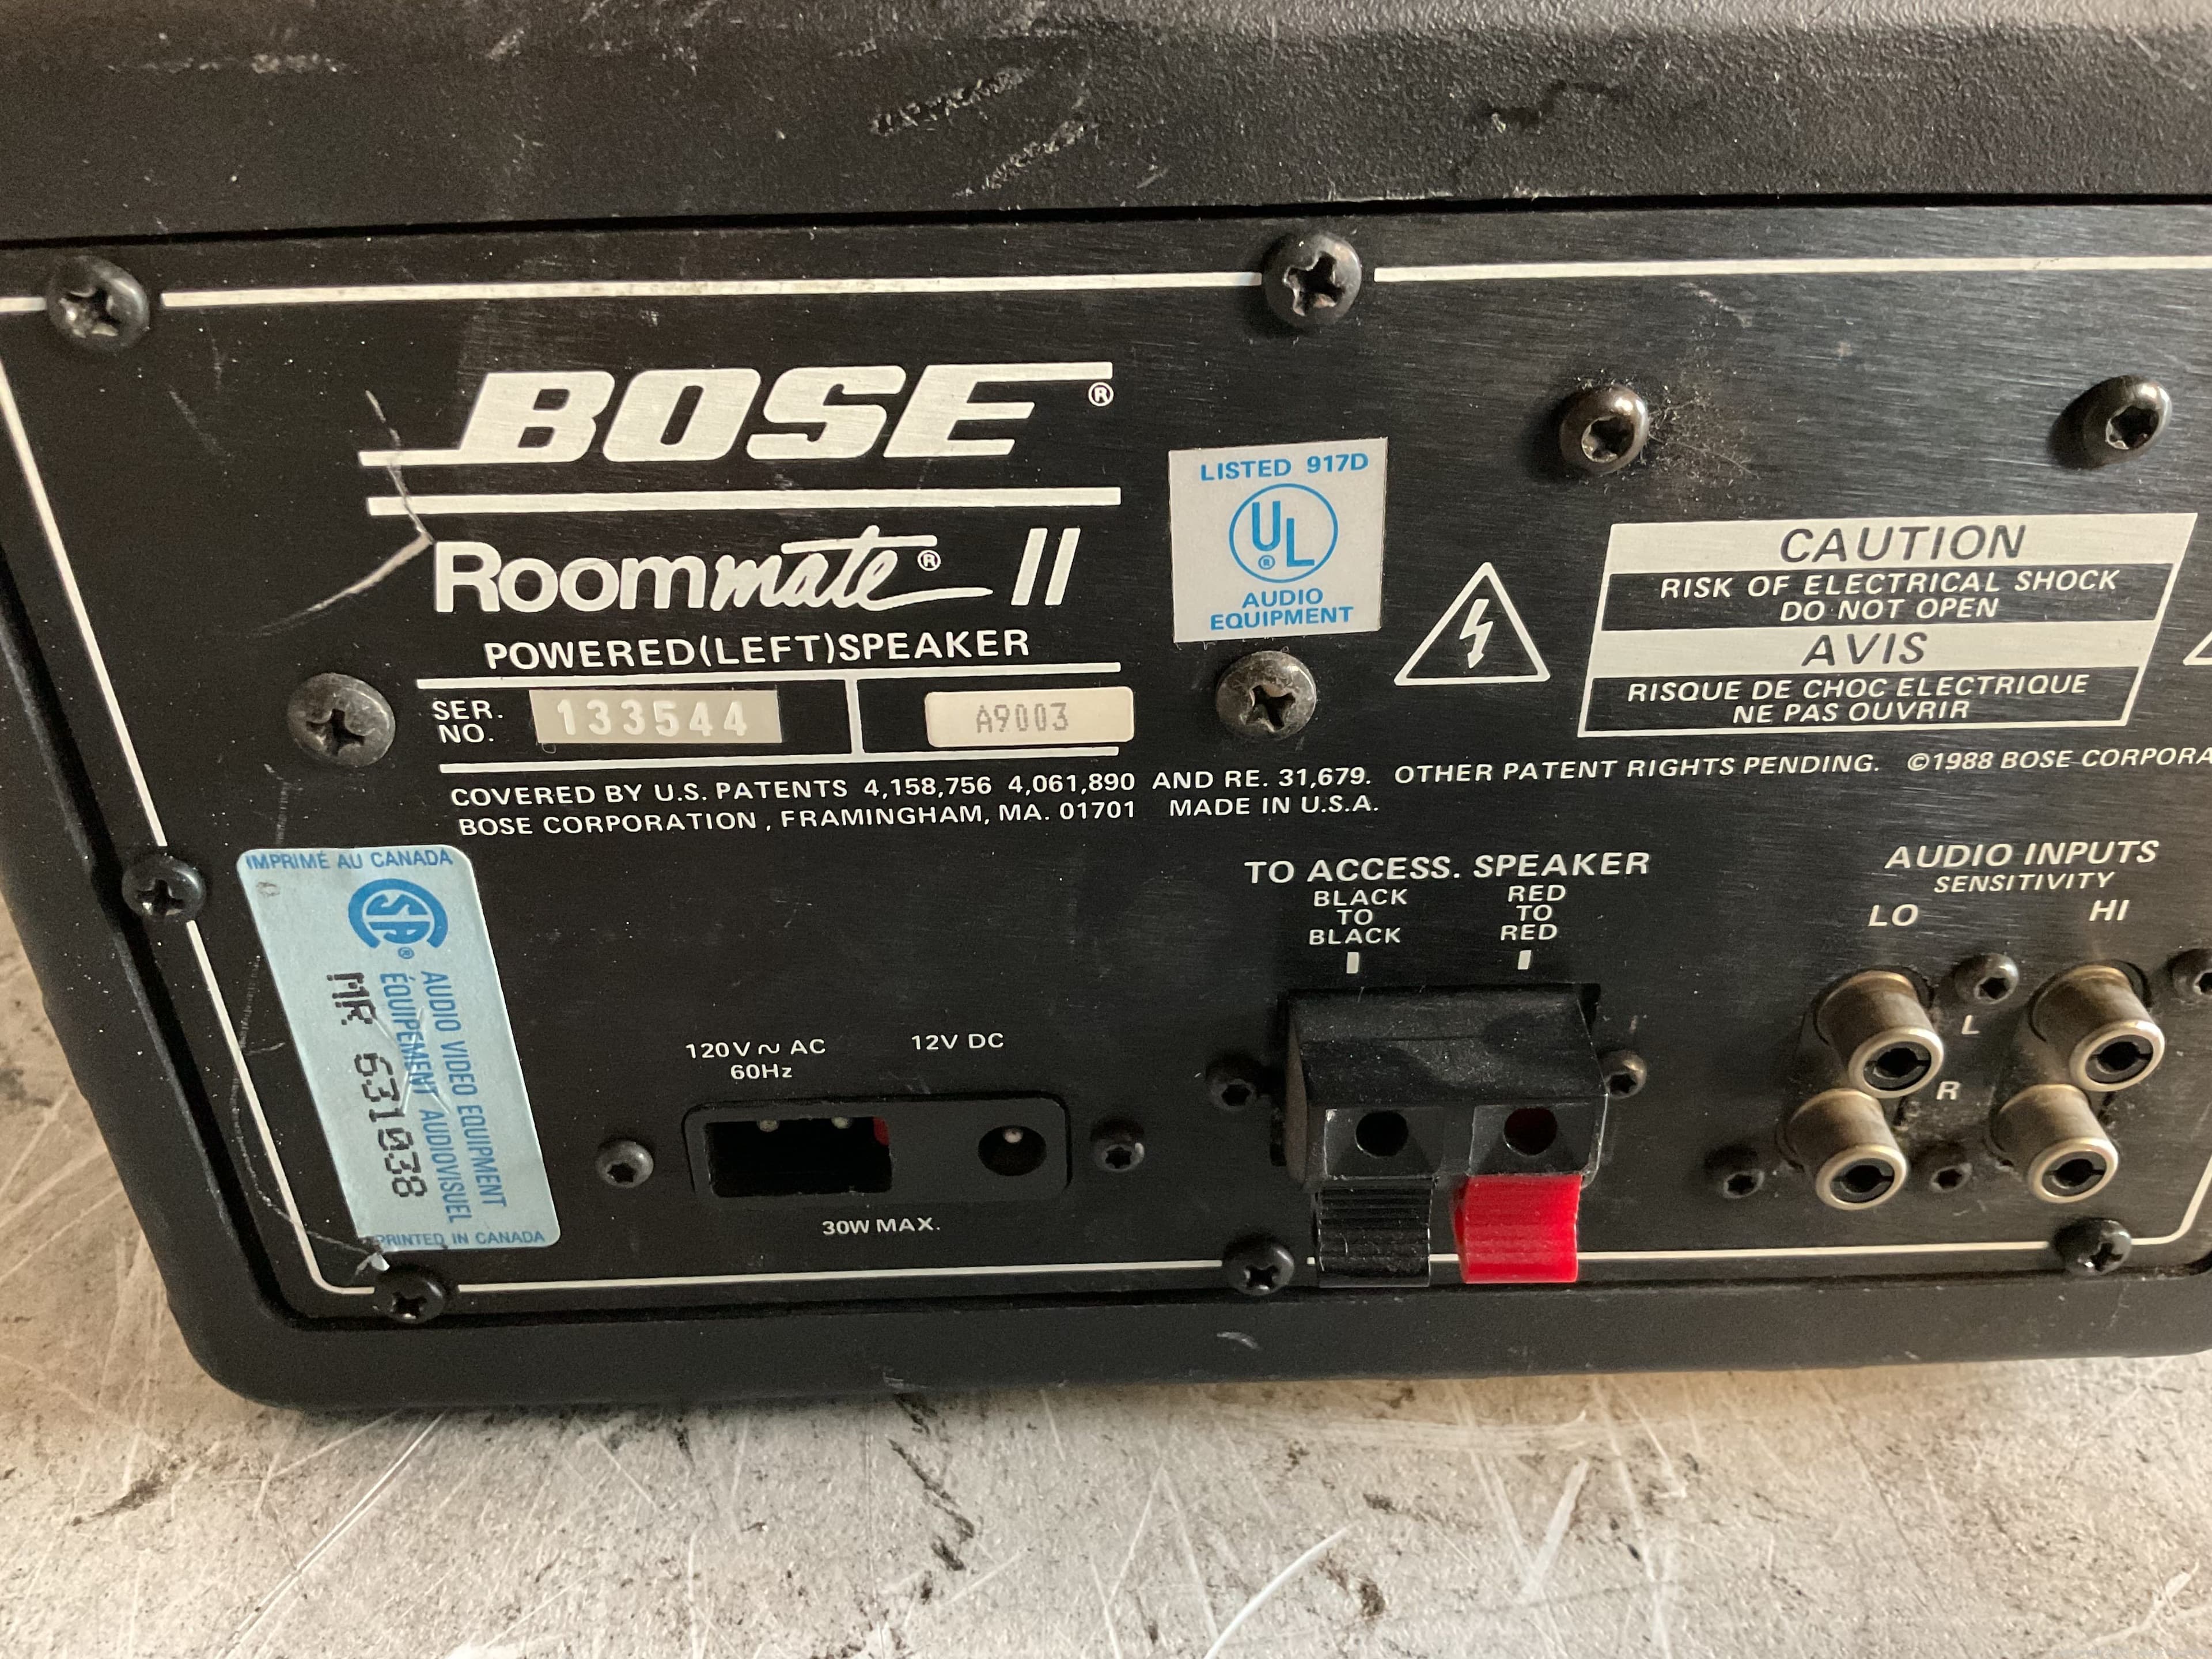 BOSE®
Roommate® II
POWERED(LEFT)SPEAKER
SER. NO. 133544 A9003
LISTED 917D
UL®
AUDIO
EQUIPMENT
CAUTION
RISK OF ELECTRICAL SHOCK
DO NOT OPEN
AVIS
RISQUE DE CHOC ELECTRIQUE
NE PAS OUVRIR
COVERED BY U.S. PATENTS 4,158,756 4,061,890 AND RE. 31,679. OTHER PATENT RIGHTS PENDING. ©1988 BOSE CORPORA
BOSE CORPORATION, FRAMINGHAM, MA. 01701 MADE IN U.S.A.
IMPRIMÉ AU CANADA
SA®
AUDIO VIDEO EQUIPMENT
ÉQUIPEMENT AUDIOVISUEL
MR 631038
PRINTED IN CANADA
120V ~ AC
60Hz
12V DC
30W MAX.
TO ACCESS. SPEAKER
BLACK
TO
BLACK
RED
TO
RED
AUDIO INPUTS
SENSITIVITY
LO HI
L
R